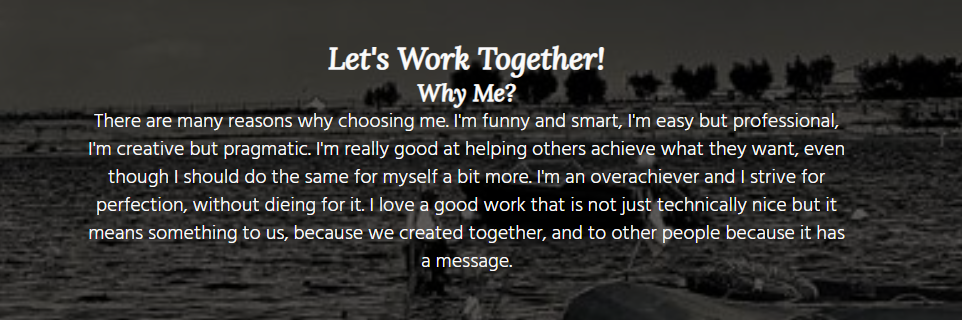 Let's Work Together!
Why Me?
There are many reasons why choosing me. I'm funny and smart, I'm easy but professional,
I'm creative but pragmatic. I'm really good at helping others achieve what they want, even
though I should do the same for myself a bit more. I'm an overachiever and I strive for
perfection, without dieing for it. I love a good work that is not just technically nice but it
means something to us, because we created together, and to other people because it has
a message.